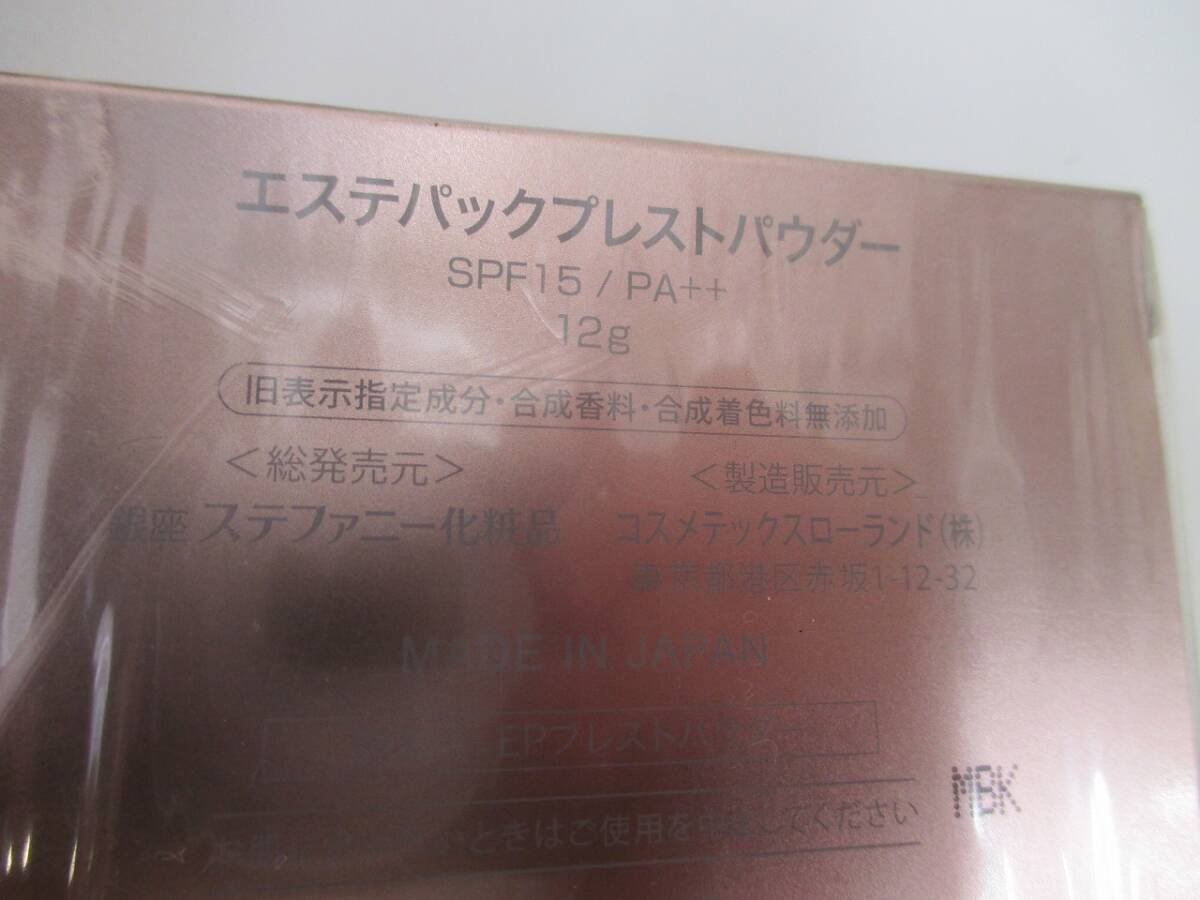 エステパックプレストパウダー
SPF15 / PA++
12g
旧表示指定成分・合成香料・合成着色料無添加
＜総発売元＞ ＜製造販売元＞
銀座 ステファニー化粧品 コスメテックスローランド(株)
東京都港区赤坂1-12-32
MADE IN JAPAN
EPプレストパウダー
ときはご使用を中止してください
MBK